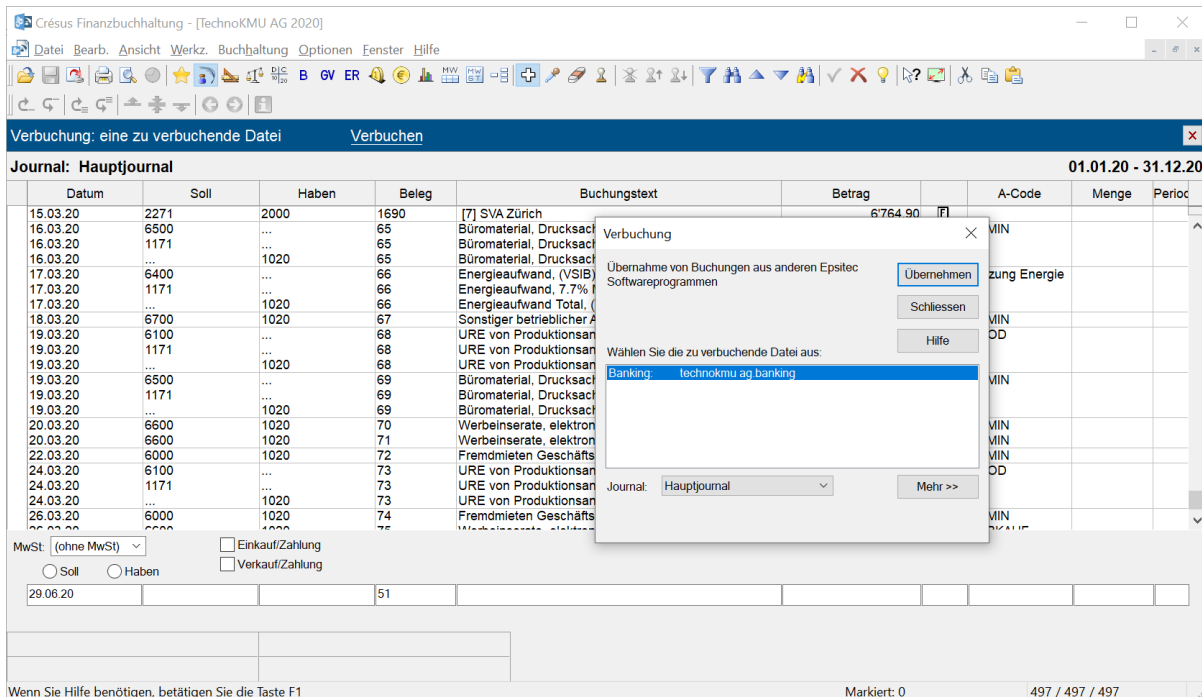 Crésus Finanzbuchhaltung - [TechnoKMU AG 2020]
Datei Bearb. Ansicht Werkz. Buchhaltung Optionen Fenster Hilfe
B GV ER
Verbuchung: eine zu verbuchende Datei Verbuchen
Journal: Hauptjournal 01.01.20 - 31.12.20
Datum Soll Haben Beleg Buchungstext Betrag A-Code Menge Period
15.03.20 2271 2000 1690 [7] SVA Zürich 6'764.90 F
16.03.20 6500 ... 65 Büromaterial, Drucksach MIN
16.03.20 1171 ... 65 Büromaterial, Drucksach
16.03.20 ... 1020 65 Büromaterial, Drucksach
17.03.20 6400 ... 66 Energieaufwand, (VSIB) zung Energie
17.03.20 1171 ... 66 Energieaufwand, 7.7%
17.03.20 ... 1020 66 Energieaufwand Total, (
18.03.20 6700 1020 67 Sonstiger betrieblicher A MIN
19.03.20 6100 ... 68 URE von Produktionsan OD
19.03.20 1171 ... 68 URE von Produktionsan
19.03.20 ... 1020 68 URE von Produktionsan
19.03.20 6500 ... 69 Büromaterial, Drucksach MIN
19.03.20 1171 ... 69 Büromaterial, Drucksach
19.03.20 ... 1020 69 Büromaterial, Drucksach
20.03.20 6600 1020 70 Werbeinserate, elektron MIN
20.03.20 6600 1020 71 Werbeinserate, elektron MIN
22.03.20 6000 1020 72 Fremdmieten Geschäfts MIN
24.03.20 6100 ... 73 URE von Produktionsan OD
24.03.20 1171 ... 73 URE von Produktionsan
24.03.20 ... 1020 73 URE von Produktionsan
26.03.20 6000 1020 74 Fremdmieten Geschäfts MIN
Verbuchung
Übernahme von Buchungen aus anderen Epsitec
Softwareprogrammen
Übernehmen
Schliessen
Hilfe
Wählen Sie die zu verbuchende Datei aus:
Banking: technokmu ag banking
Journal: Hauptjournal Mehr >>
MwSt: (ohne MwSt) Einkauf/Zahlung
Soll Haben Verkauf/Zahlung
29.06.20 51
Wenn Sie Hilfe benötigen, betätigen Sie die Taste F1 Markiert: 0 497 / 497 / 497